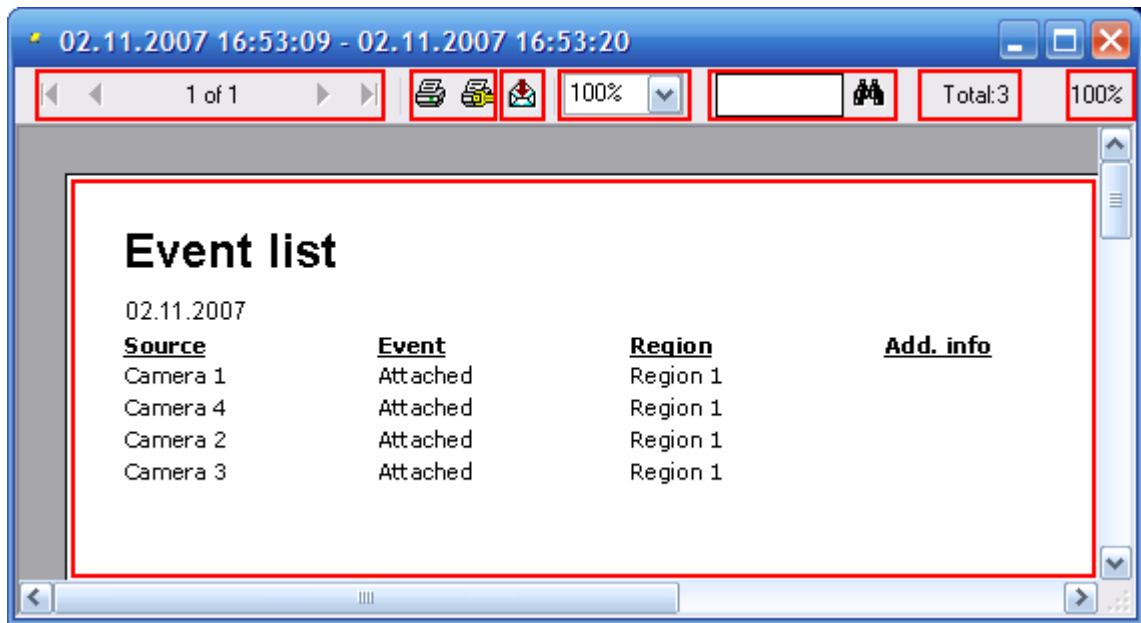 02.11.2007 16:53:09 - 02.11.2007 16:53:20
1 of 1 100% Total:3 100%
Event list
02.11.2007
Source Event Region Add. info
Camera 1 Attached Region 1
Camera 4 Attached Region 1
Camera 2 Attached Region 1
Camera 3 Attached Region 1